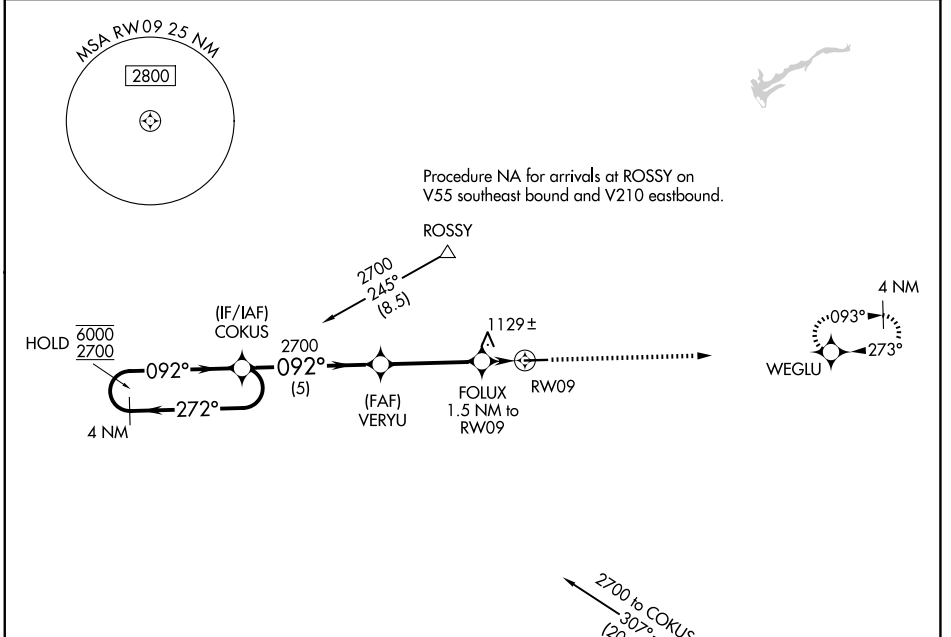 MSA RW09 25 NM
2800
Procedure NA for arrivals at ROSSY on
V55 southeast bound and V210 eastbound.
ROSSY
2700
245°
(8.5)
4 NM
093°
273°
WEGLU
(IF/IAF)
COKUS
HOLD
6000
2700
092°
272°
4 NM
2700
092°
(5)
(FAF)
VERYU
1129±
FOLUX
1.5 NM to
RW09
RW09
2700 to COKUS
307°
(20